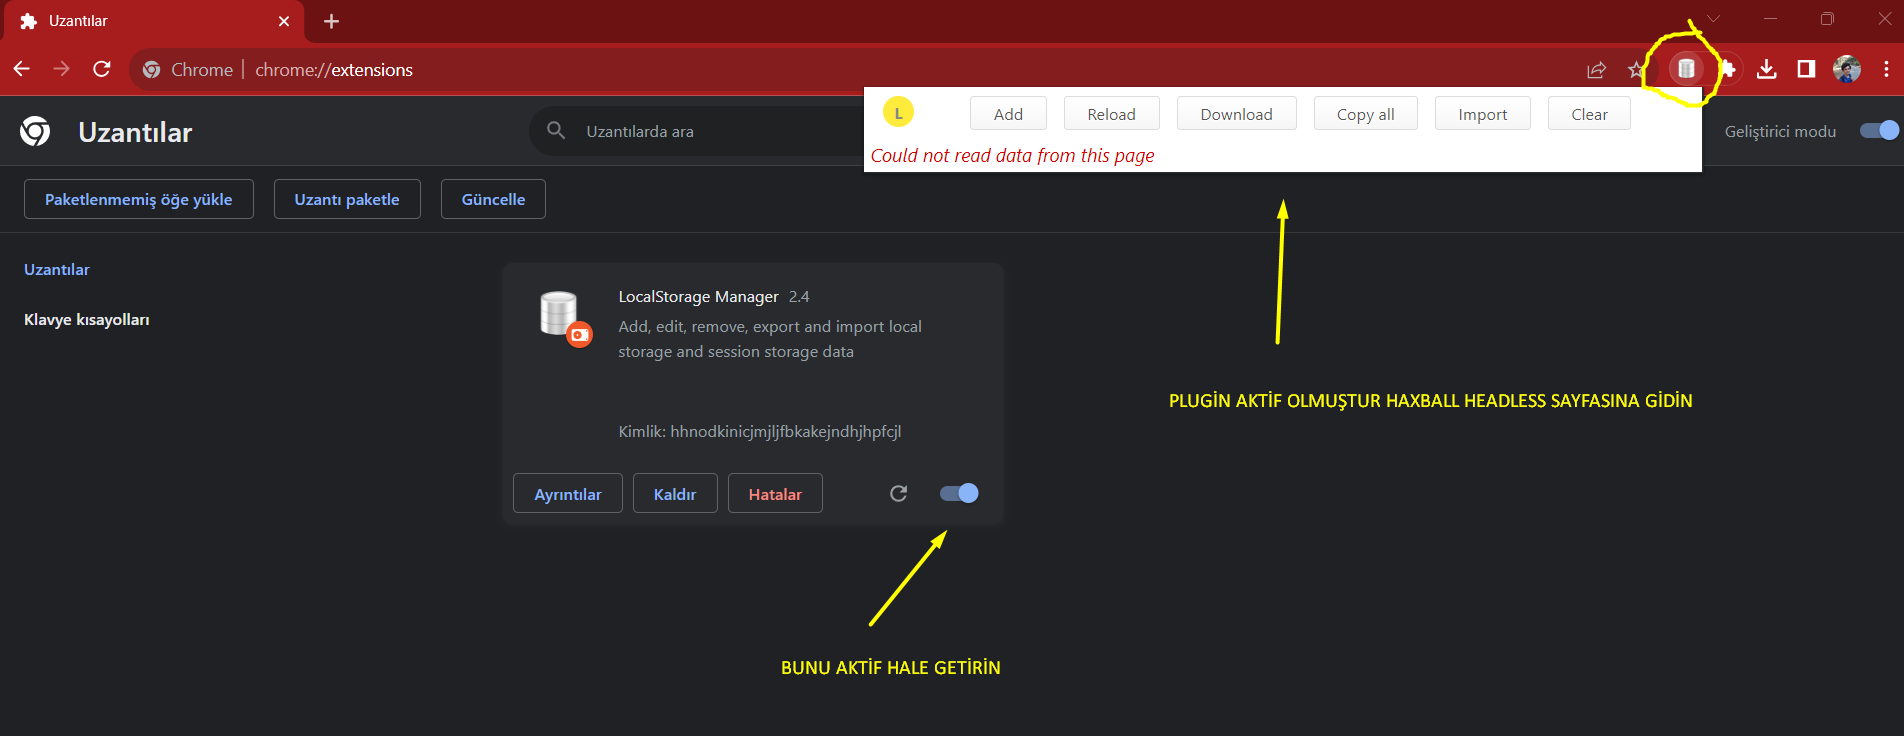 Uzantılar
Chrome | chrome://extensions
L
Add
Reload
Download
Copy all
Import
Clear
Could not read data from this page
Uzantılar
Uzantılarda ara
Geliştirici modu
Paketlenmemiş öğe yükle
Uzantı paketle
Güncelle
Uzantılar
Klavye kısayolları
LocalStorage Manager 2.4
Add, edit, remove, export and import local
storage and session storage data
Kimlik: hhnodkinicjmjljfbkakejndhjhpfcjl
Ayrıntılar
Kaldır
Hatalar
PLUGİN AKTİF OLMUŞTUR HAXBALL HEADLESS SAYFASINA GİDİN
BUNU AKTİF HALE GETİRİN